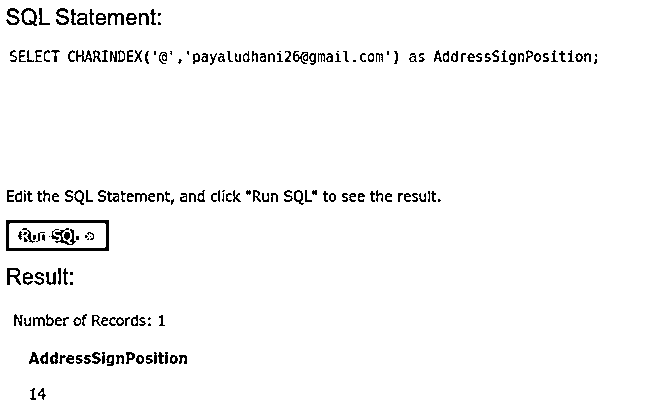 SQL Statement:
SELECT CHARINDEX('@','payaludhani26@gmail.com') as AddressSignPosition;
Edit the SQL Statement, and click "Run SQL" to see the result.
Run SQL »
Result:
Number of Records: 1
AddressSignPosition
14